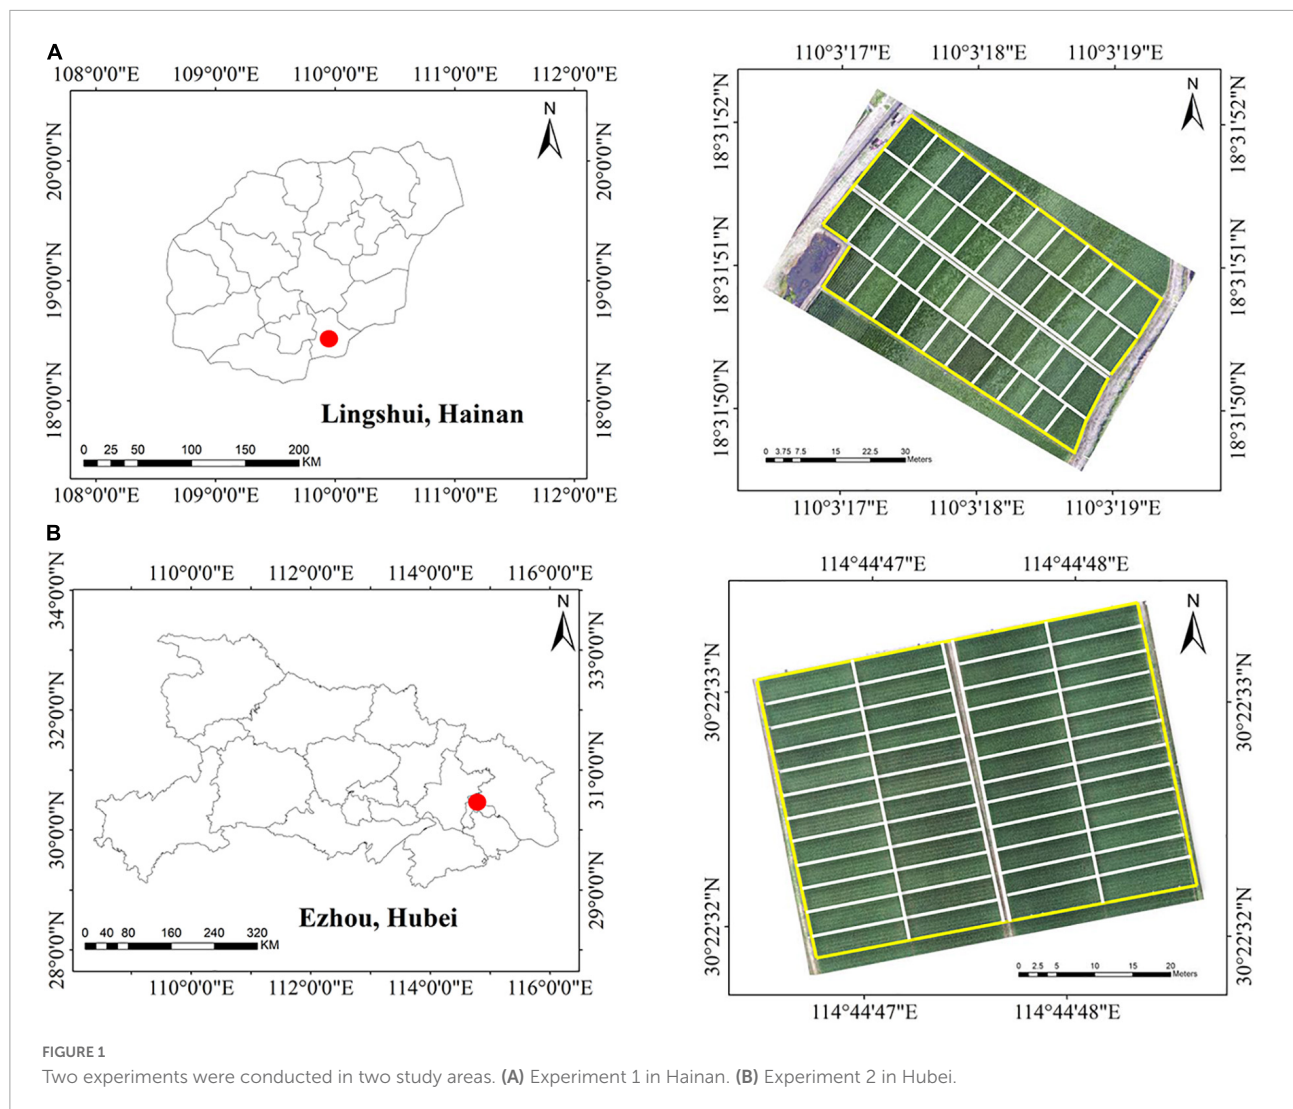 A
108°0'0"E 109°0'0"E 110°0'0"E 111°0'0"E 112°0'0"E
20°0'0"N
19°0'0"N
18°0'0"N
N
20°0'0"N
19°0'0"N
18°0'0"N
Lingshui, Hainan
0 25 50 100 150 200
KM
108°0'0"E 109°0'0"E 110°0'0"E 111°0'0"E 112°0'0"E
110°3'17"E 110°3'18"E 110°3'19"E
18°31'52"N
18°31'51"N
18°31'50"N
N
18°31'52"N
18°31'51"N
18°31'50"N
0 3.75 7.5 15 22.5 30
Meters
110°3'17"E 110°3'18"E 110°3'19"E
B
110°0'0"E 112°0'0"E 114°0'0"E 116°0'0"E
34°0'0"N
32°0'0"N
30°0'0"N
28°0'0"N
N
33°0'0"N
31°0'0"N
29°0'0"N
Ezhou, Hubei
0 40 80 160 240 320
KM
110°0'0"E 112°0'0"E 114°0'0"E 116°0'0"E
114°44'47"E 114°44'48"E
30°22'33"N
30°22'32"N
N
30°22'33"N
30°22'32"N
0 2.5 5 10 15 20
Meters
114°44'47"E 114°44'48"E
FIGURE 1
Two experiments were conducted in two study areas. (A) Experiment 1 in Hainan. (B) Experiment 2 in Hubei.